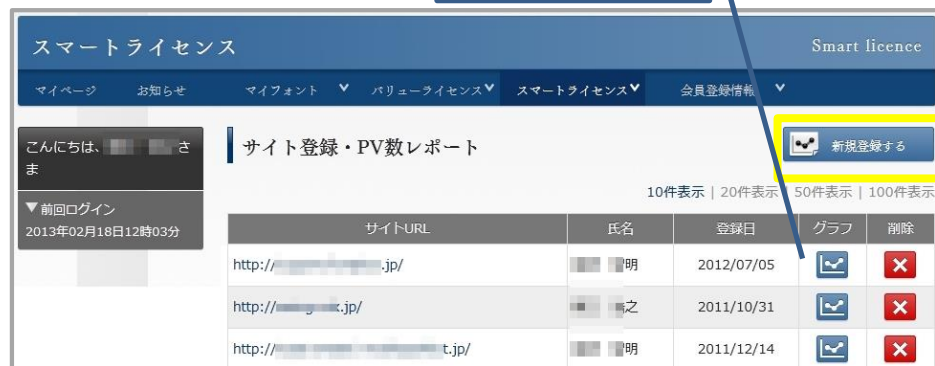 スマートライセンス
Smart licence
マイページ お知らせ マイフォント バリューライセンス スマートライセンス 会員登録情報
こんにちは、 さ
ま
▼前回ログイン
2013年02月18日12時03分
サイト登録・PV数レポート
新規登録する
10件表示 | 20件表示 | 50件表示 | 100件表示
サイトURL 氏名 登録日 グラフ 削除
http:// .jp/ 明 2012/07/05
http:// .jp/ 之 2011/10/31
http:// t.jp/ 明 2011/12/14